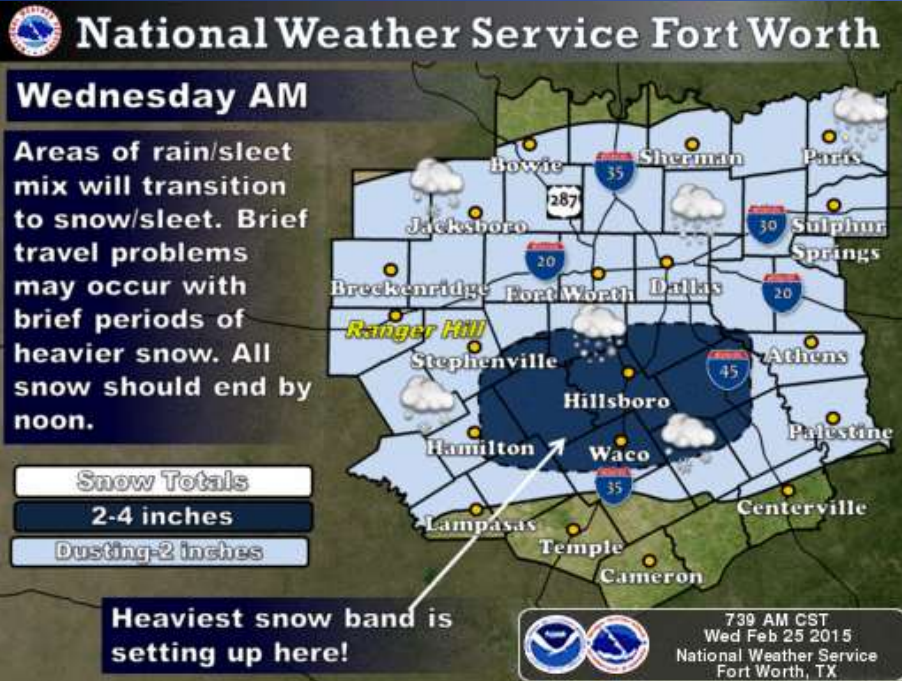 National Weather Service Fort Worth
Wednesday AM
Areas of rain/sleet
mix will transition
to snow/sleet. Brief
travel problems
may occur with
brief periods of
heavier snow. All
snow should end by
noon.
Snow Totals
2-4 inches
Dusting-2 inches
Heaviest snow band is
setting up here!
Bowie
35
Sherman
Paris
287
Jacksboro
30
Sulphur
Springs
20
Breckenridge
Fort Worth
Dallas
20
Ranger Hill
Stephenville
45
Athens
Hillsboro
Hamilton
Waco
Palestine
35
Lampasas
Centerville
Temple
Cameron
739 AM CST
Wed Feb 25 2015
National Weather Service
Fort Worth, TX